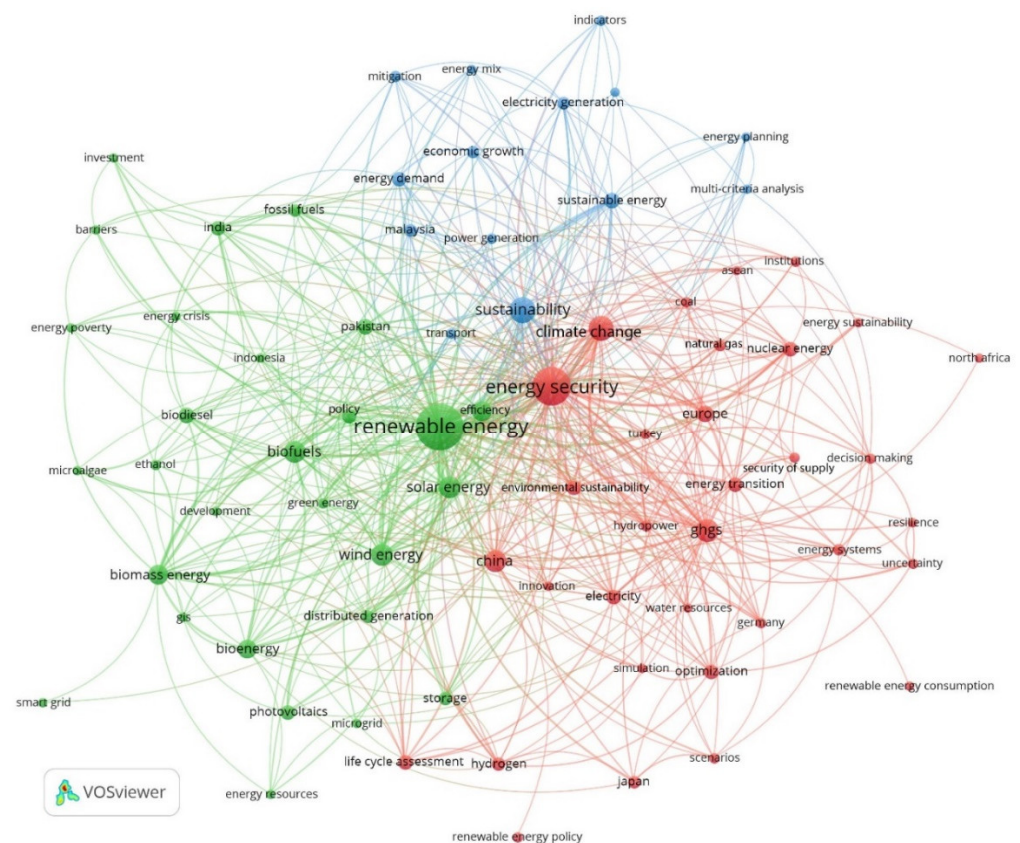 indicators
energy mix
mitigation
electricity generation
energy planning
economic growth
investment
energy demand
multi-criteria analysis
sustainable energy
fossil fuels
india
barriers
malaysia
power generation
institutions
asean
coal
sustainability
energy crisis
energy sustainability
pakistan
energy poverty
transport
climate change
natural gas
nuclear energy
indonesia
north africa
energy security
policy
efficiency
biodiesel
europe
renewable energy
turkey
biofuels
decision making
ethanol
microalgae
security of supply
solar energy
environmental sustainability
energy transition
green energy
development
resilience
hydropower
ghgs
energy systems
wind energy
china
uncertainty
biomass energy
innovation
electricity
water resources
gis
distributed generation
germany
bioenergy
simulation
optimization
renewable energy consumption
storage
smart grid
photovoltaics
microgrid
scenarios
life cycle assessment
hydrogen
japan
VOSviewer
energy resources
renewable energy policy